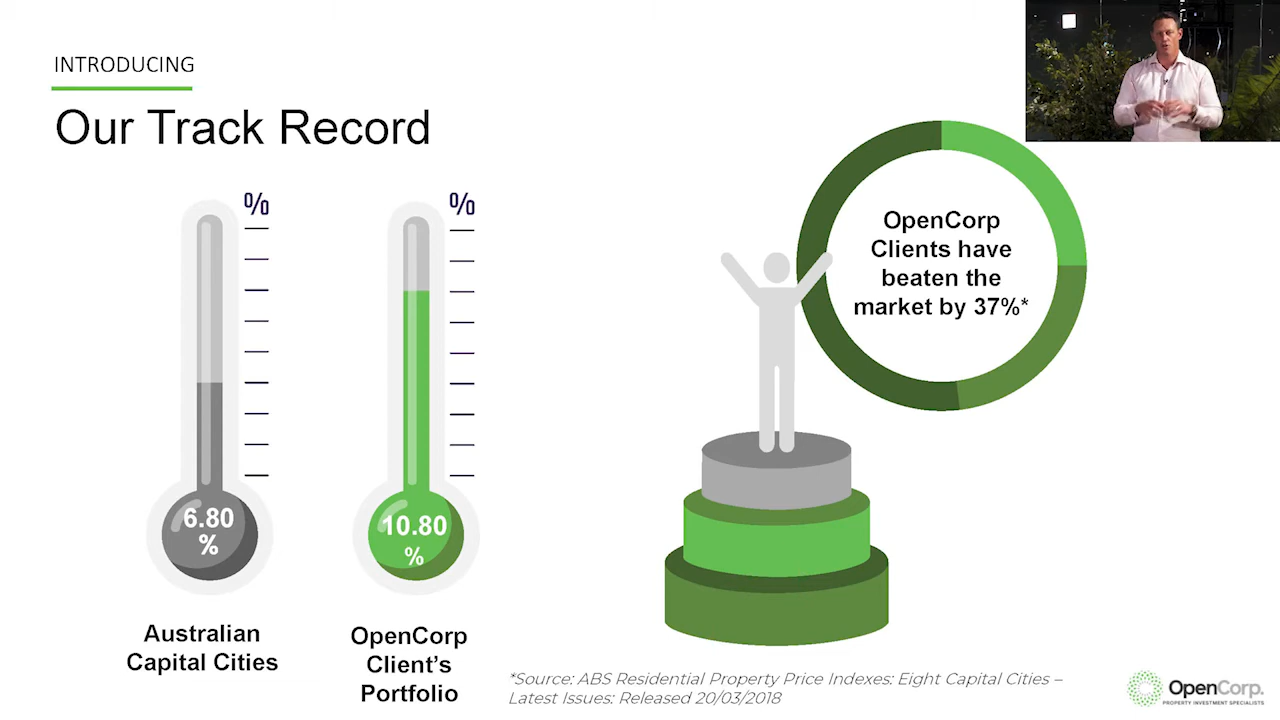 INTRODUCING
Our Track Record
%
%
6.80
%
10.80
%
Australian
Capital Cities
OpenCorp
Client's
Portfolio
OpenCorp
Clients have
beaten the
market by 37%*
*Source: ABS Residential Property Price Indexes: Eight Capital Cities –
Latest Issues: Released 20/03/2018
OpenCorp.
PROPERTY INVESTMENT SPECIALISTS